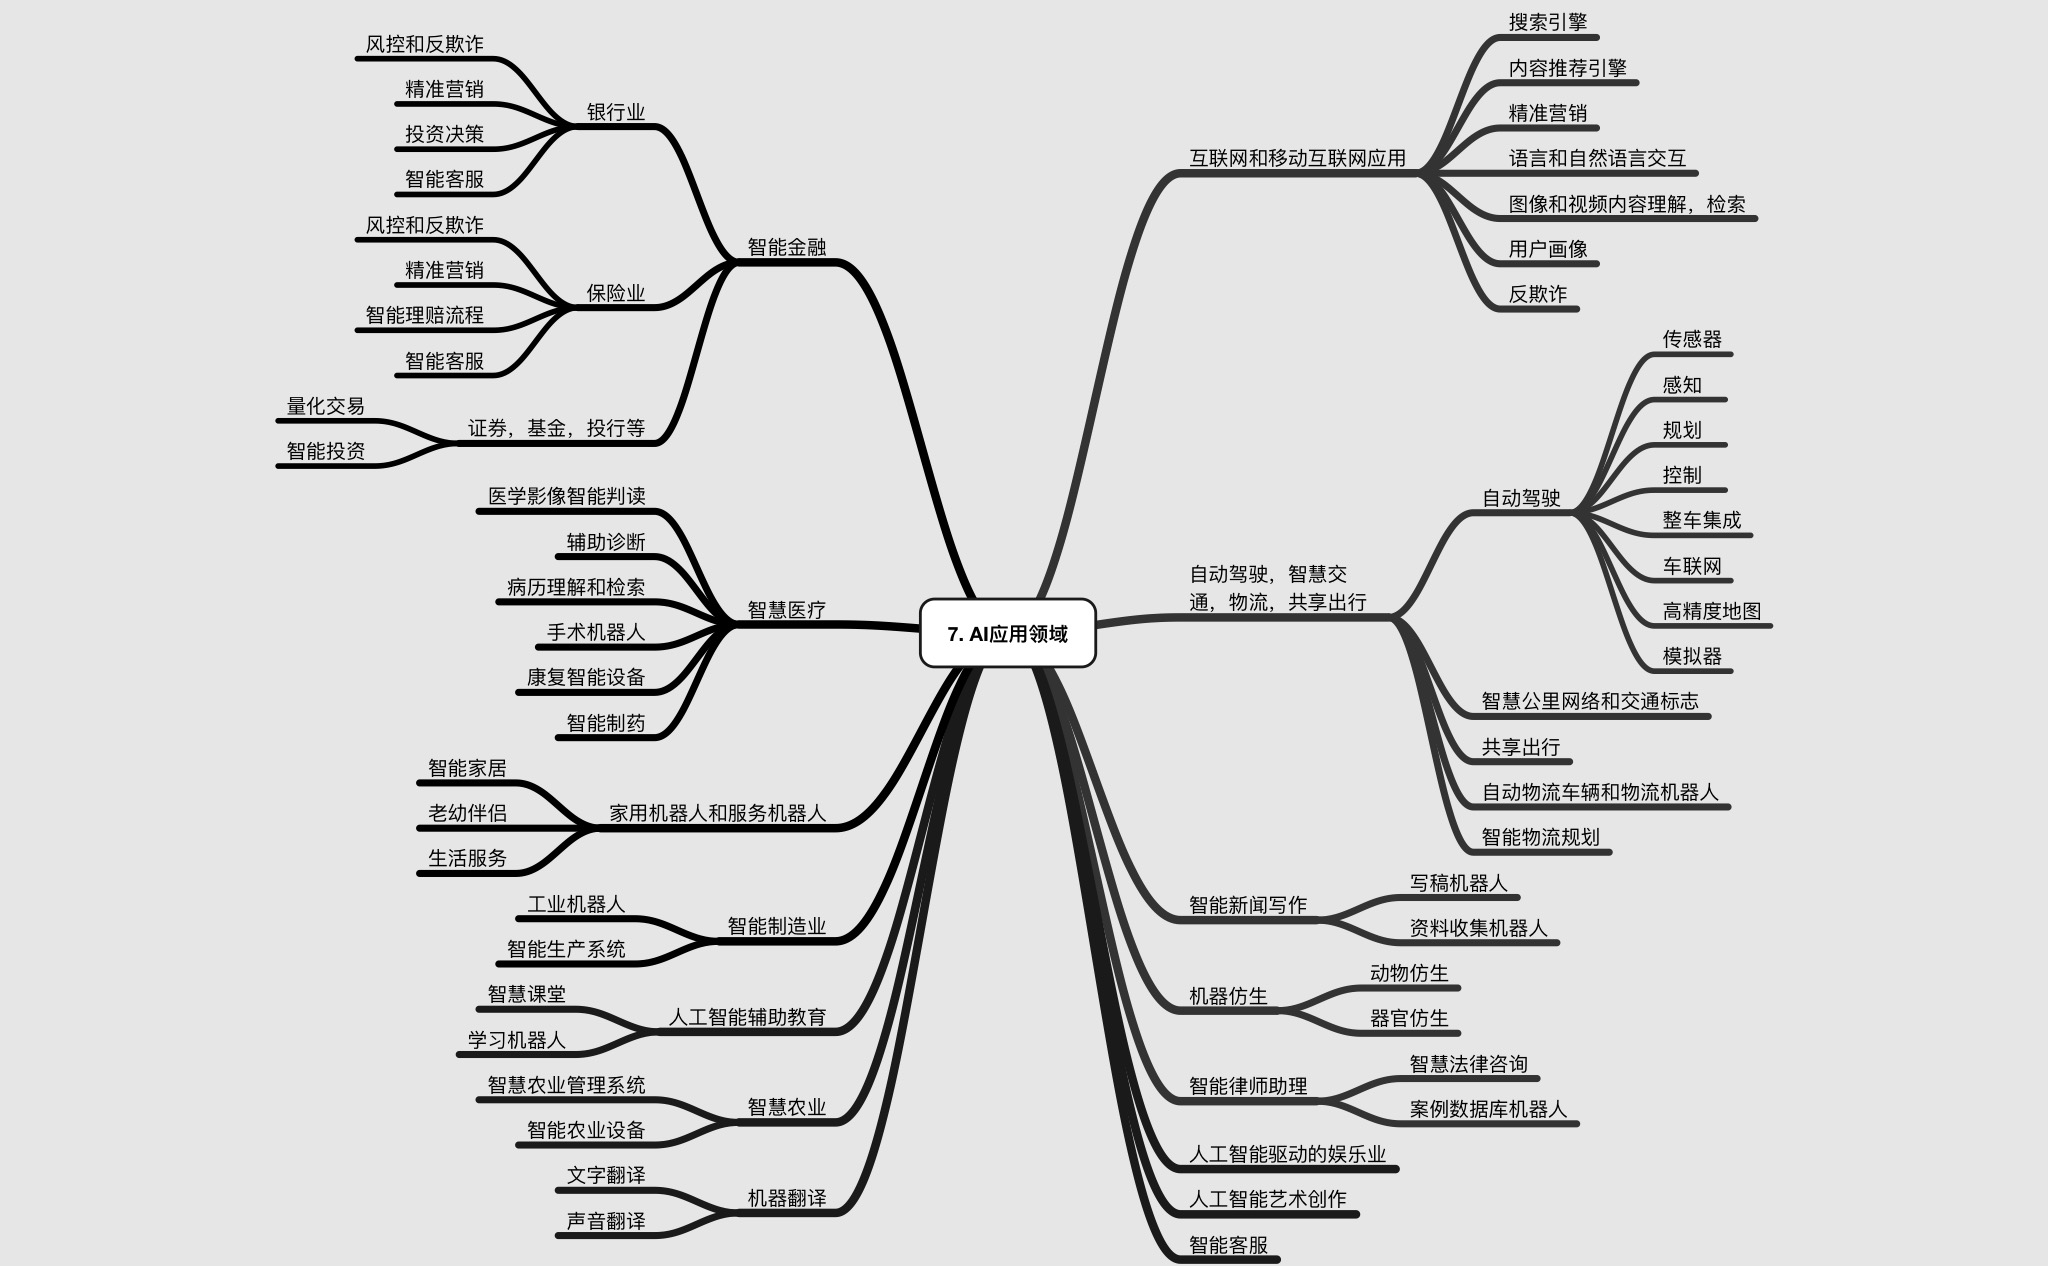 7. AI应用领域
互联网和移动互联网应用
搜索引擎
内容推荐引擎
精准营销
语言和自然语言交互
图像和视频内容理解，检索
用户画像
反欺诈
自动驾驶，智慧交
通，物流，共享出行
自动驾驶
传感器
感知
规划
控制
整车集成
车联网
高精度地图
模拟器
智慧公里网络和交通标志
共享出行
自动物流车辆和物流机器人
智能物流规划
智能新闻写作
写稿机器人
资料收集机器人
机器仿生
动物仿生
器官仿生
智能律师助理
智慧法律咨询
案例数据库机器人
人工智能驱动的娱乐业
人工智能艺术创作
智能客服
智能金融
银行业
风控和反欺诈
精准营销
投资决策
智能客服
保险业
风控和反欺诈
精准营销
智能理赔流程
智能客服
证券，基金，投行等
量化交易
智能投资
智慧医疗
医学影像智能判读
辅助诊断
病历理解和检索
手术机器人
康复智能设备
智能制药
家用机器人和服务机器人
智能家居
老幼伴侣
生活服务
智能制造业
工业机器人
智能生产系统
人工智能辅助教育
智慧课堂
学习机器人
智慧农业
智慧农业管理系统
智能农业设备
机器翻译
文字翻译
声音翻译